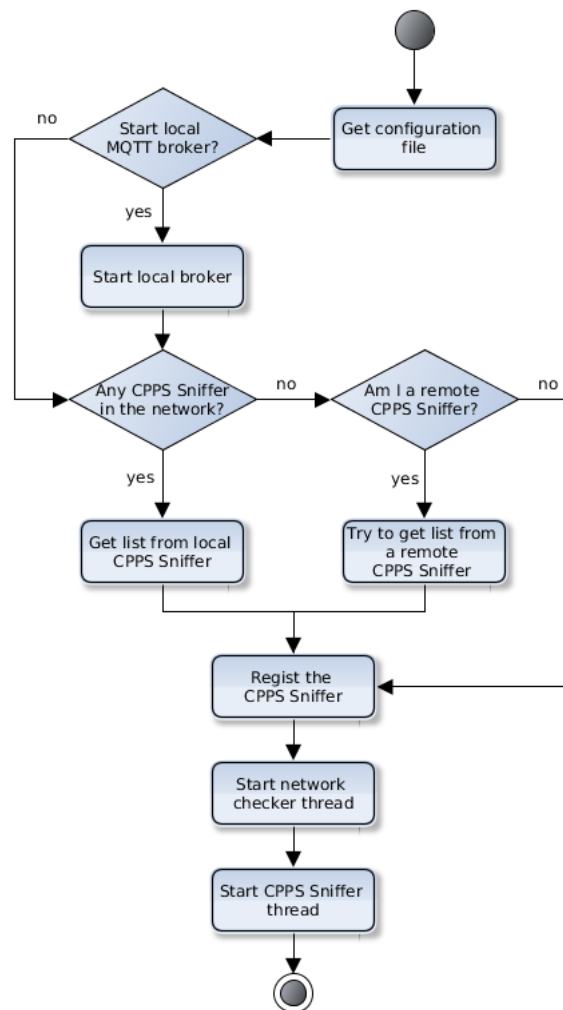 Get configuration
file
no
Start local
MQTT broker?
yes
Start local broker
Any CPPS Sniffer
in the network?
no
Am I a remote
CPPS Sniffer?
no
yes
yes
Get list from local
CPPS Sniffer
Try to get list from
a remote
CPPS Sniffer
Regist the
CPPS Sniffer
Start network
checker thread
Start CPPS Sniffer
thread